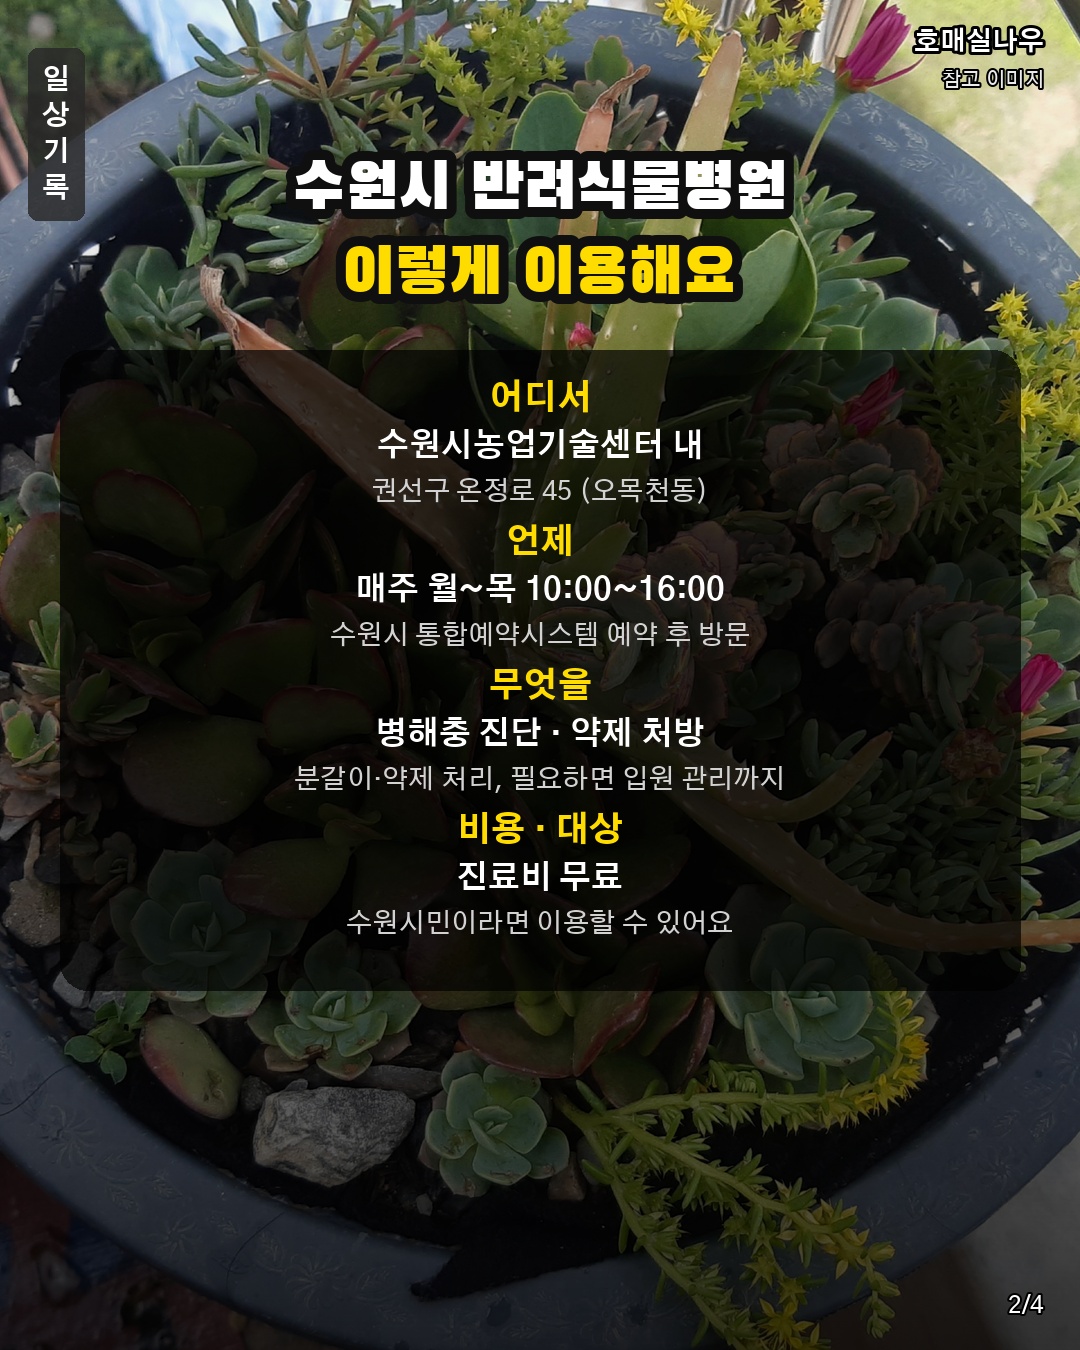 일상기록
호매실나우
참고 이미지
수원시 반려식물병원
이렇게 이용해요
어디서
수원시농업기술센터 내
권선구 온정로 45 (오목천동)
언제
매주 월~목 10:00~16:00
수원시 통합예약시스템 예약 후 방문
무엇을
병해충 진단 · 약제 처방
분갈이·약제 처리, 필요하면 입원 관리까지
비용 · 대상
진료비 무료
수원시민이라면 이용할 수 있어요
2/4